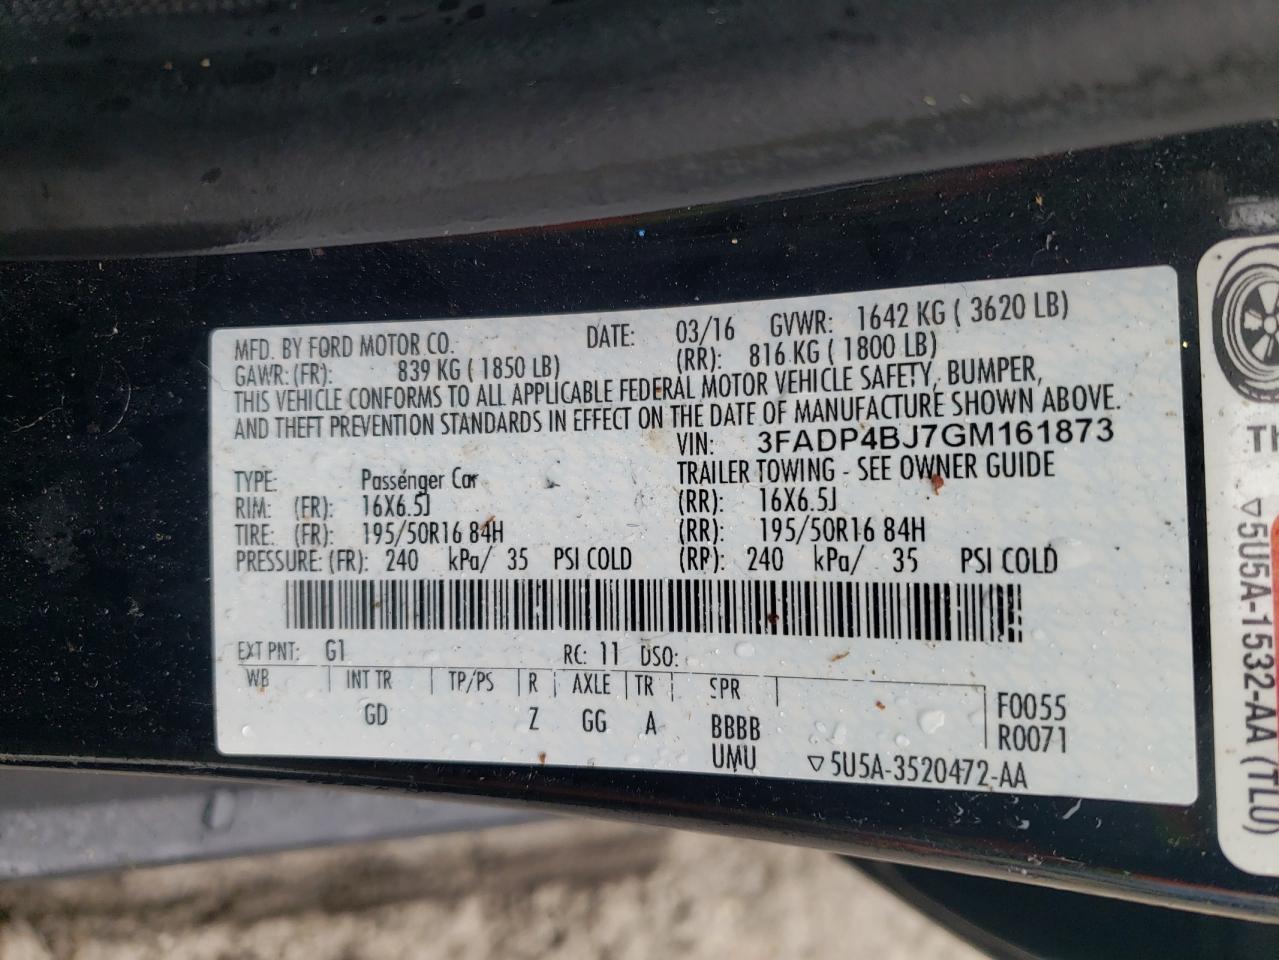 MFD. BY FORD MOTOR CO. DATE: 03/16 GVWR: 1642 KG ( 3620 LB)
GAWR: (FR): 839 KG ( 1850 LB) (RR): 816 KG ( 1800 LB)
THIS VEHICLE CONFORMS TO ALL APPLICABLE FEDERAL MOTOR VEHICLE SAFETY, BUMPER,
AND THEFT PREVENTION STANDARDS IN EFFECT ON THE DATE OF MANUFACTURE SHOWN ABOVE.
VIN: 3FADP4BJ7GM161873
TYPE: Passenger Car TRAILER TOWING - SEE OWNER GUIDE
RIM: (FR): 16X6.5J (RR): 16X6.5J
TIRE: (FR): 195/50R16 84H (RR): 195/50R16 84H
PRESSURE: (FR): 240 kPa/ 35 PSI COLD (RR): 240 kPa/ 35 PSI COLD
EXT PNT: G1 RC: 11 DSO:
WB INT TR TP/PS R AXLE TR SPR
GD Z GG A BBBB
UMU
F0055
R0071
▽5U5A-3520472-AA
▽5U5A-1532-AA (TLU)